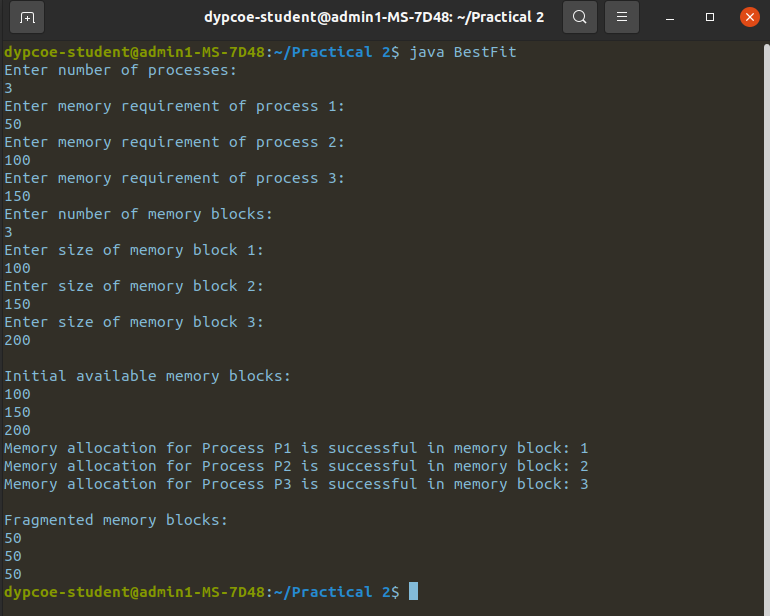 dypcoe-student@admin1-MS-7D48: ~/Practical 2
dypcoe-student@admin1-MS-7D48:~/Practical 2$ java BestFit
Enter number of processes:
3
Enter memory requirement of process 1:
50
Enter memory requirement of process 2:
100
Enter memory requirement of process 3:
150
Enter number of memory blocks:
3
Enter size of memory block 1:
100
Enter size of memory block 2:
150
Enter size of memory block 3:
200
Initial available memory blocks:
100
150
200
Memory allocation for Process P1 is successful in memory block: 1
Memory allocation for Process P2 is successful in memory block: 2
Memory allocation for Process P3 is successful in memory block: 3
Fragmented memory blocks:
50
50
50
dypcoe-student@admin1-MS-7D48:~/Practical 2$